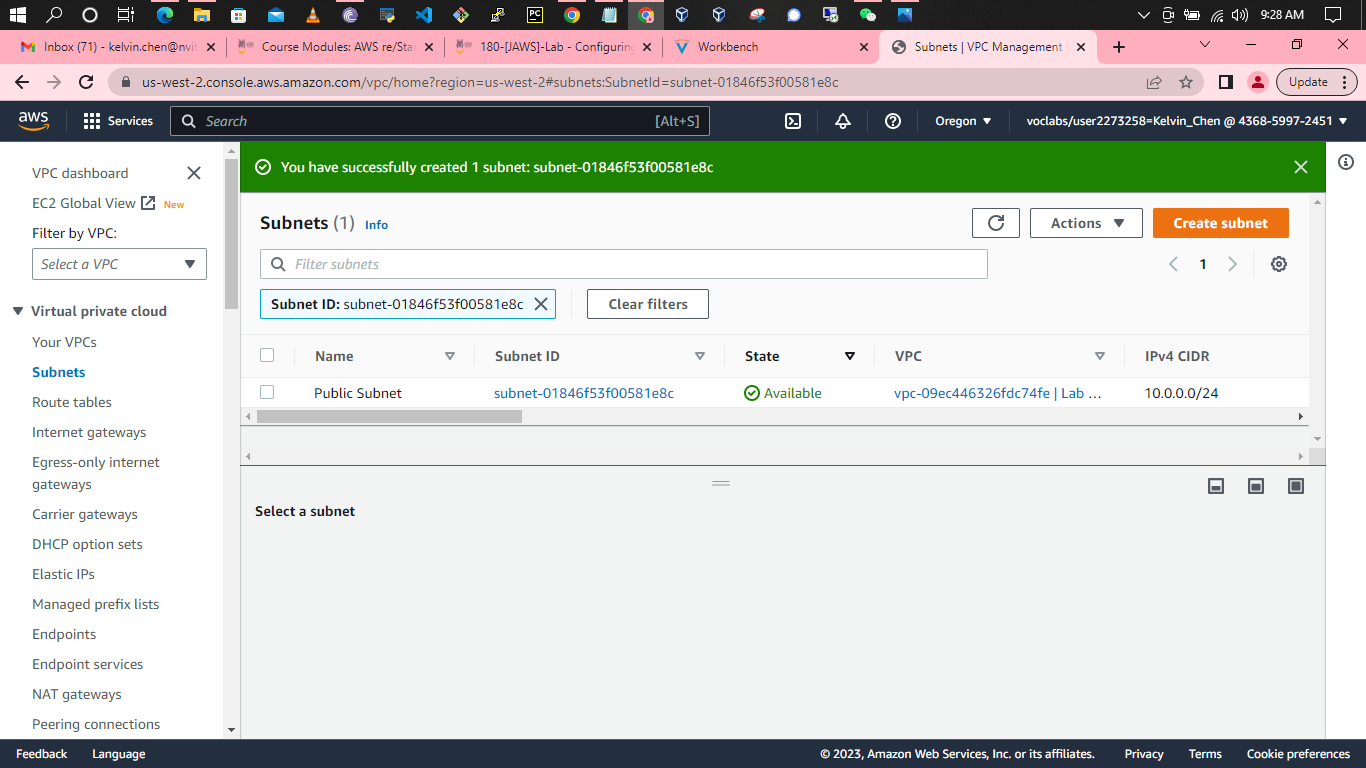 9:28 AM
Inbox (71) - kelvin.chen@nvit
Course Modules: AWS re/Star
180-[JAWS]-Lab - Configuring
Workbench
Subnets | VPC Management
us-west-2.console.aws.amazon.com/vpc/home?region=us-west-2#subnets:SubnetId=subnet-01846f53f00581e8c
Update
aws
Services
Search
[Alt+S]
Oregon
voclabs/user2273258=Kelvin_Chen @ 4368-5997-2451
VPC dashboard
EC2 Global View New
Filter by VPC:
Select a VPC
Virtual private cloud
Your VPCs
Subnets
Route tables
Internet gateways
Egress-only internet
gateways
Carrier gateways
DHCP option sets
Elastic IPs
Managed prefix lists
Endpoints
Endpoint services
NAT gateways
Peering connections
You have successfully created 1 subnet: subnet-01846f53f00581e8c
Subnets (1) Info
Actions
Create subnet
Filter subnets
1
Subnet ID: subnet-01846f53f00581e8c
Clear filters
Name Subnet ID State VPC IPv4 CIDR
Public Subnet subnet-01846f53f00581e8c Available vpc-09ec446326fdc74fe | Lab … 10.0.0.0/24
Select a subnet
Feedback Language © 2023, Amazon Web Services, Inc. or its affiliates. Privacy Terms Cookie preferences